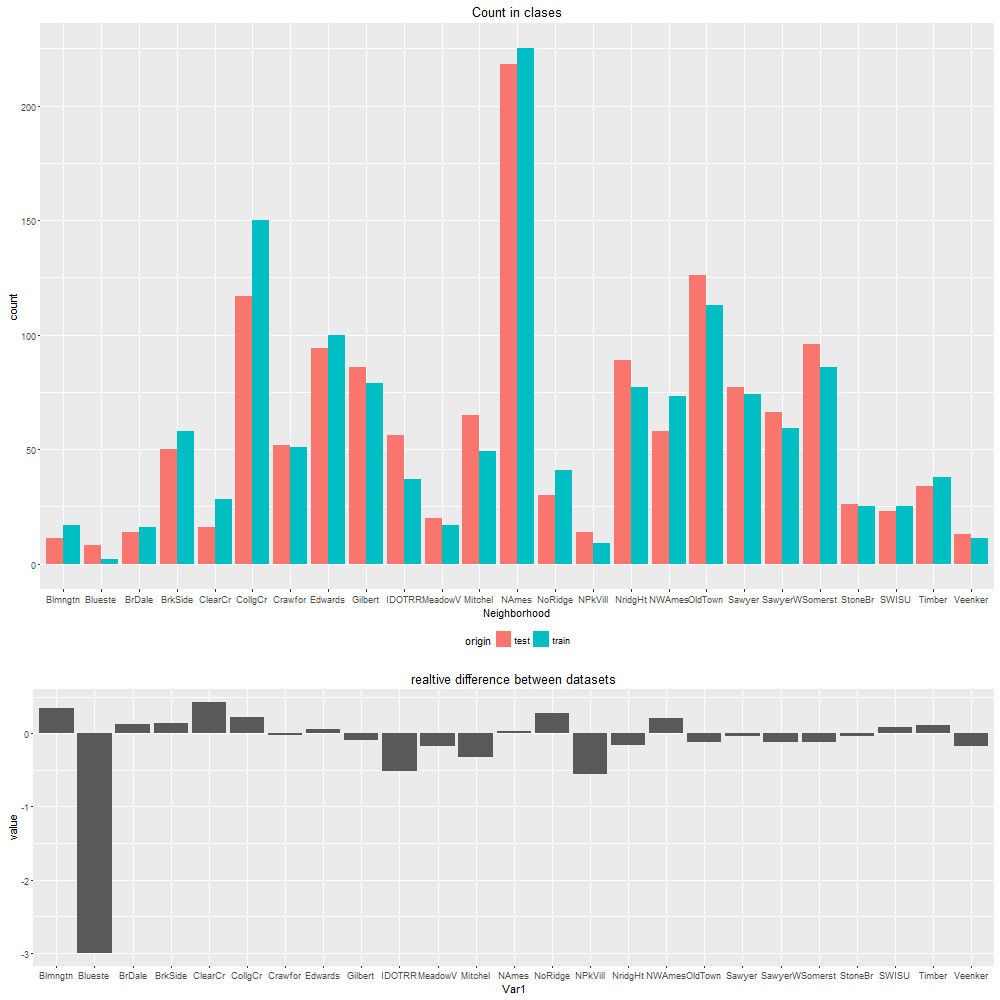 Count in clases
200
150
100
50
0
count
Blmngtn Blueste BrDale BrkSide ClearCr CollgCr Crawfor Edwards Gilbert IDOTRR MeadowV Mitchel NAmes NoRidge NPkVill NridgHt NWAmes OldTown Sawyer SawyerW Somerst StoneBr SWISU Timber Veenker
Neighborhood
origin test train
realtive difference between datasets
0
-1
-2
-3
value
Blmngtn Blueste BrDale BrkSide ClearCr CollgCr Crawfor Edwards Gilbert IDOTRR MeadowV Mitchel NAmes NoRidge NPkVill NridgHt NWAmes OldTown Sawyer SawyerW Somerst StoneBr SWISU Timber Veenker
Var1